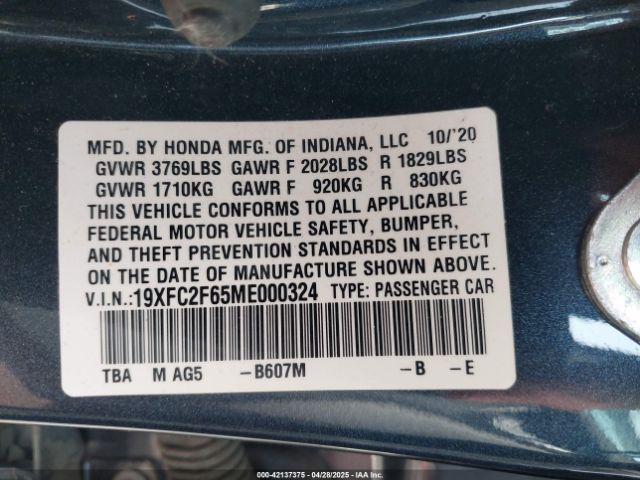 MFD. BY HONDA MFG. OF INDIANA, LLC 10/'20
GVWR 3769LBS GAWR F 2028LBS R 1829LBS
GVWR 1710KG GAWR F 920KG R 830KG
THIS VEHICLE CONFORMS TO ALL APPLICABLE
FEDERAL MOTOR VEHICLE SAFETY, BUMPER,
AND THEFT PREVENTION STANDARDS IN EFFECT
ON THE DATE OF MANUFACTURE SHOWN ABOVE.
V.I.N.:19XFC2F65ME000324 TYPE: PASSENGER CAR
TBA M AG5 -B607M -B -E
000-42137375 | 04/28/2025 | IAAI.COM